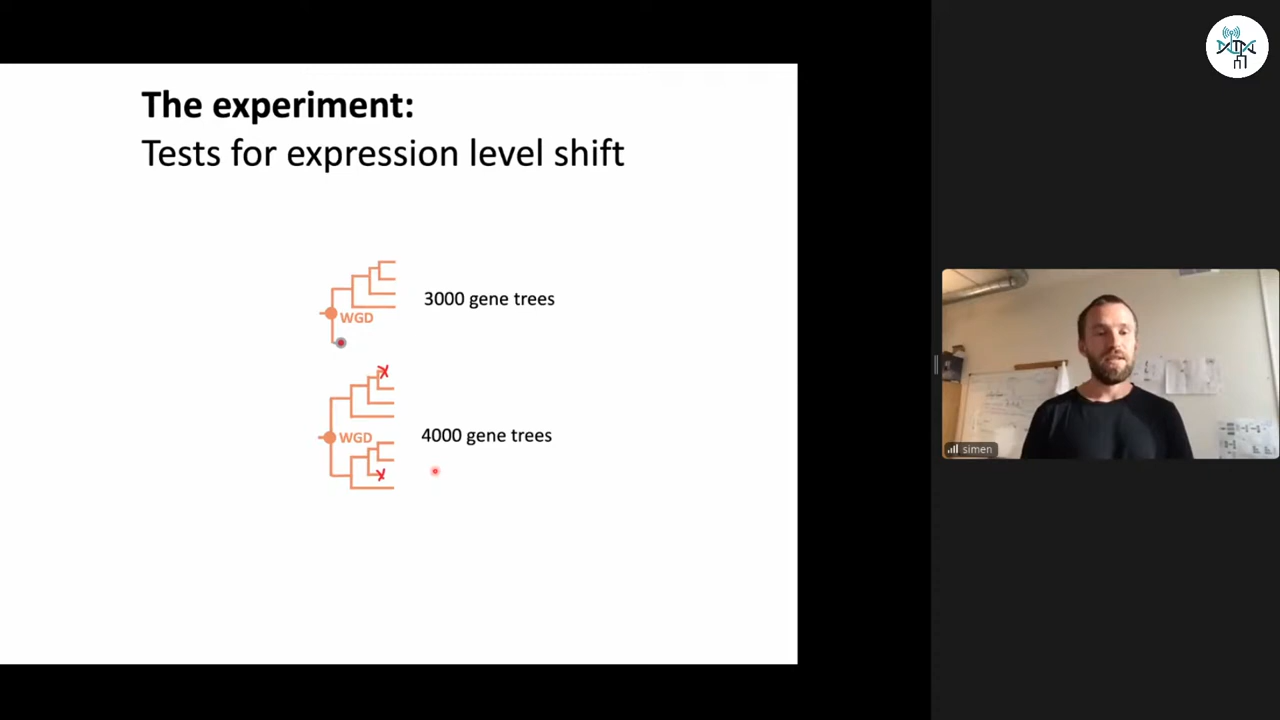 The experiment:
Tests for expression level shift
WGD
3000 gene trees
WGD
4000 gene trees
simen